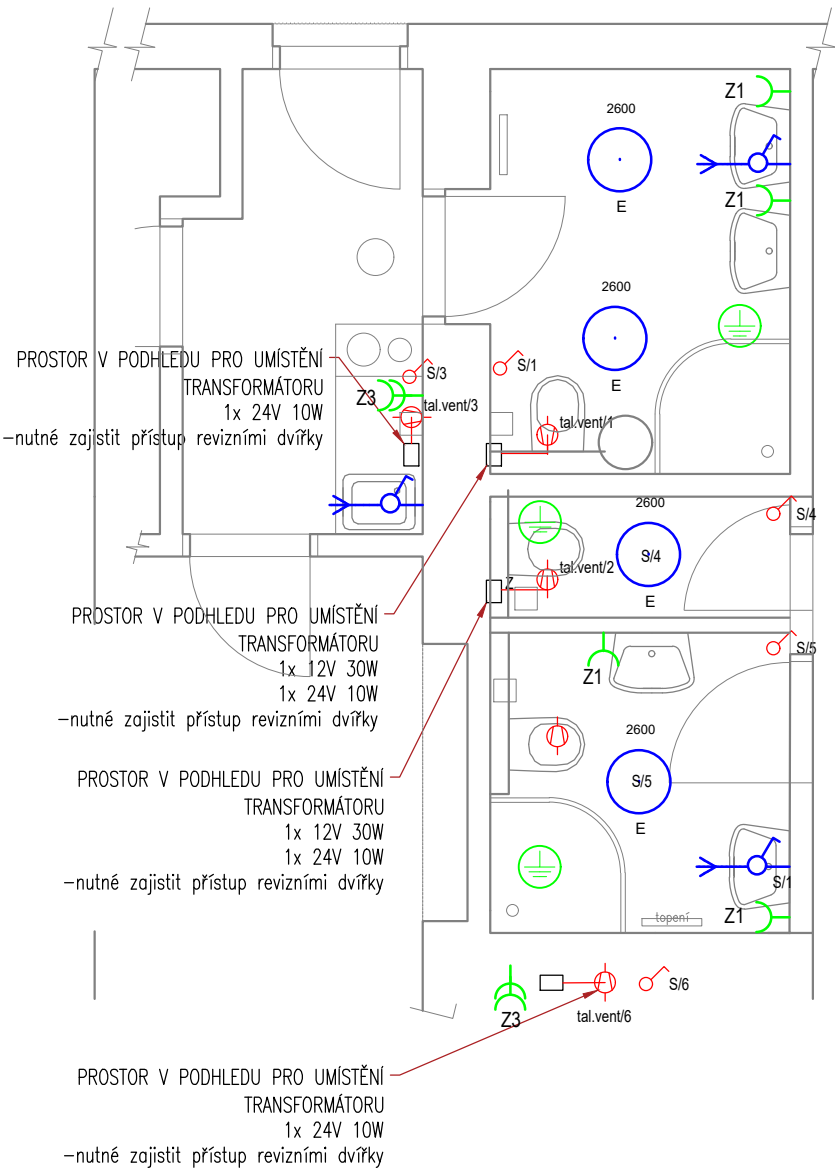 Z1
2600
E
Z1
2600
E
PROSTOR V PODHLEDU PRO UMÍSTĚNÍ
TRANSFORMÁTORU
1x 24V 10W
-nutné zajistit přístup revizními dvířky
S/3
Z3
tal.vent/3
S/1
tal.vent/1
2600
S/4
S/4
E
tal.vent/2
Z
PROSTOR V PODHLEDU PRO UMÍSTĚNÍ
TRANSFORMÁTORU
1x 12V 30W
1x 24V 10W
-nutné zajistit přístup revizními dvířky
S/5
Z1
2600
S/5
E
PROSTOR V PODHLEDU PRO UMÍSTĚNÍ
TRANSFORMÁTORU
1x 12V 30W
1x 24V 10W
-nutné zajistit přístup revizními dvířky
S/1
Z1
topení
Z3
tal.vent/6
S/6
PROSTOR V PODHLEDU PRO UMÍSTĚNÍ
TRANSFORMÁTORU
1x 24V 10W
-nutné zajistit přístup revizními dvířky